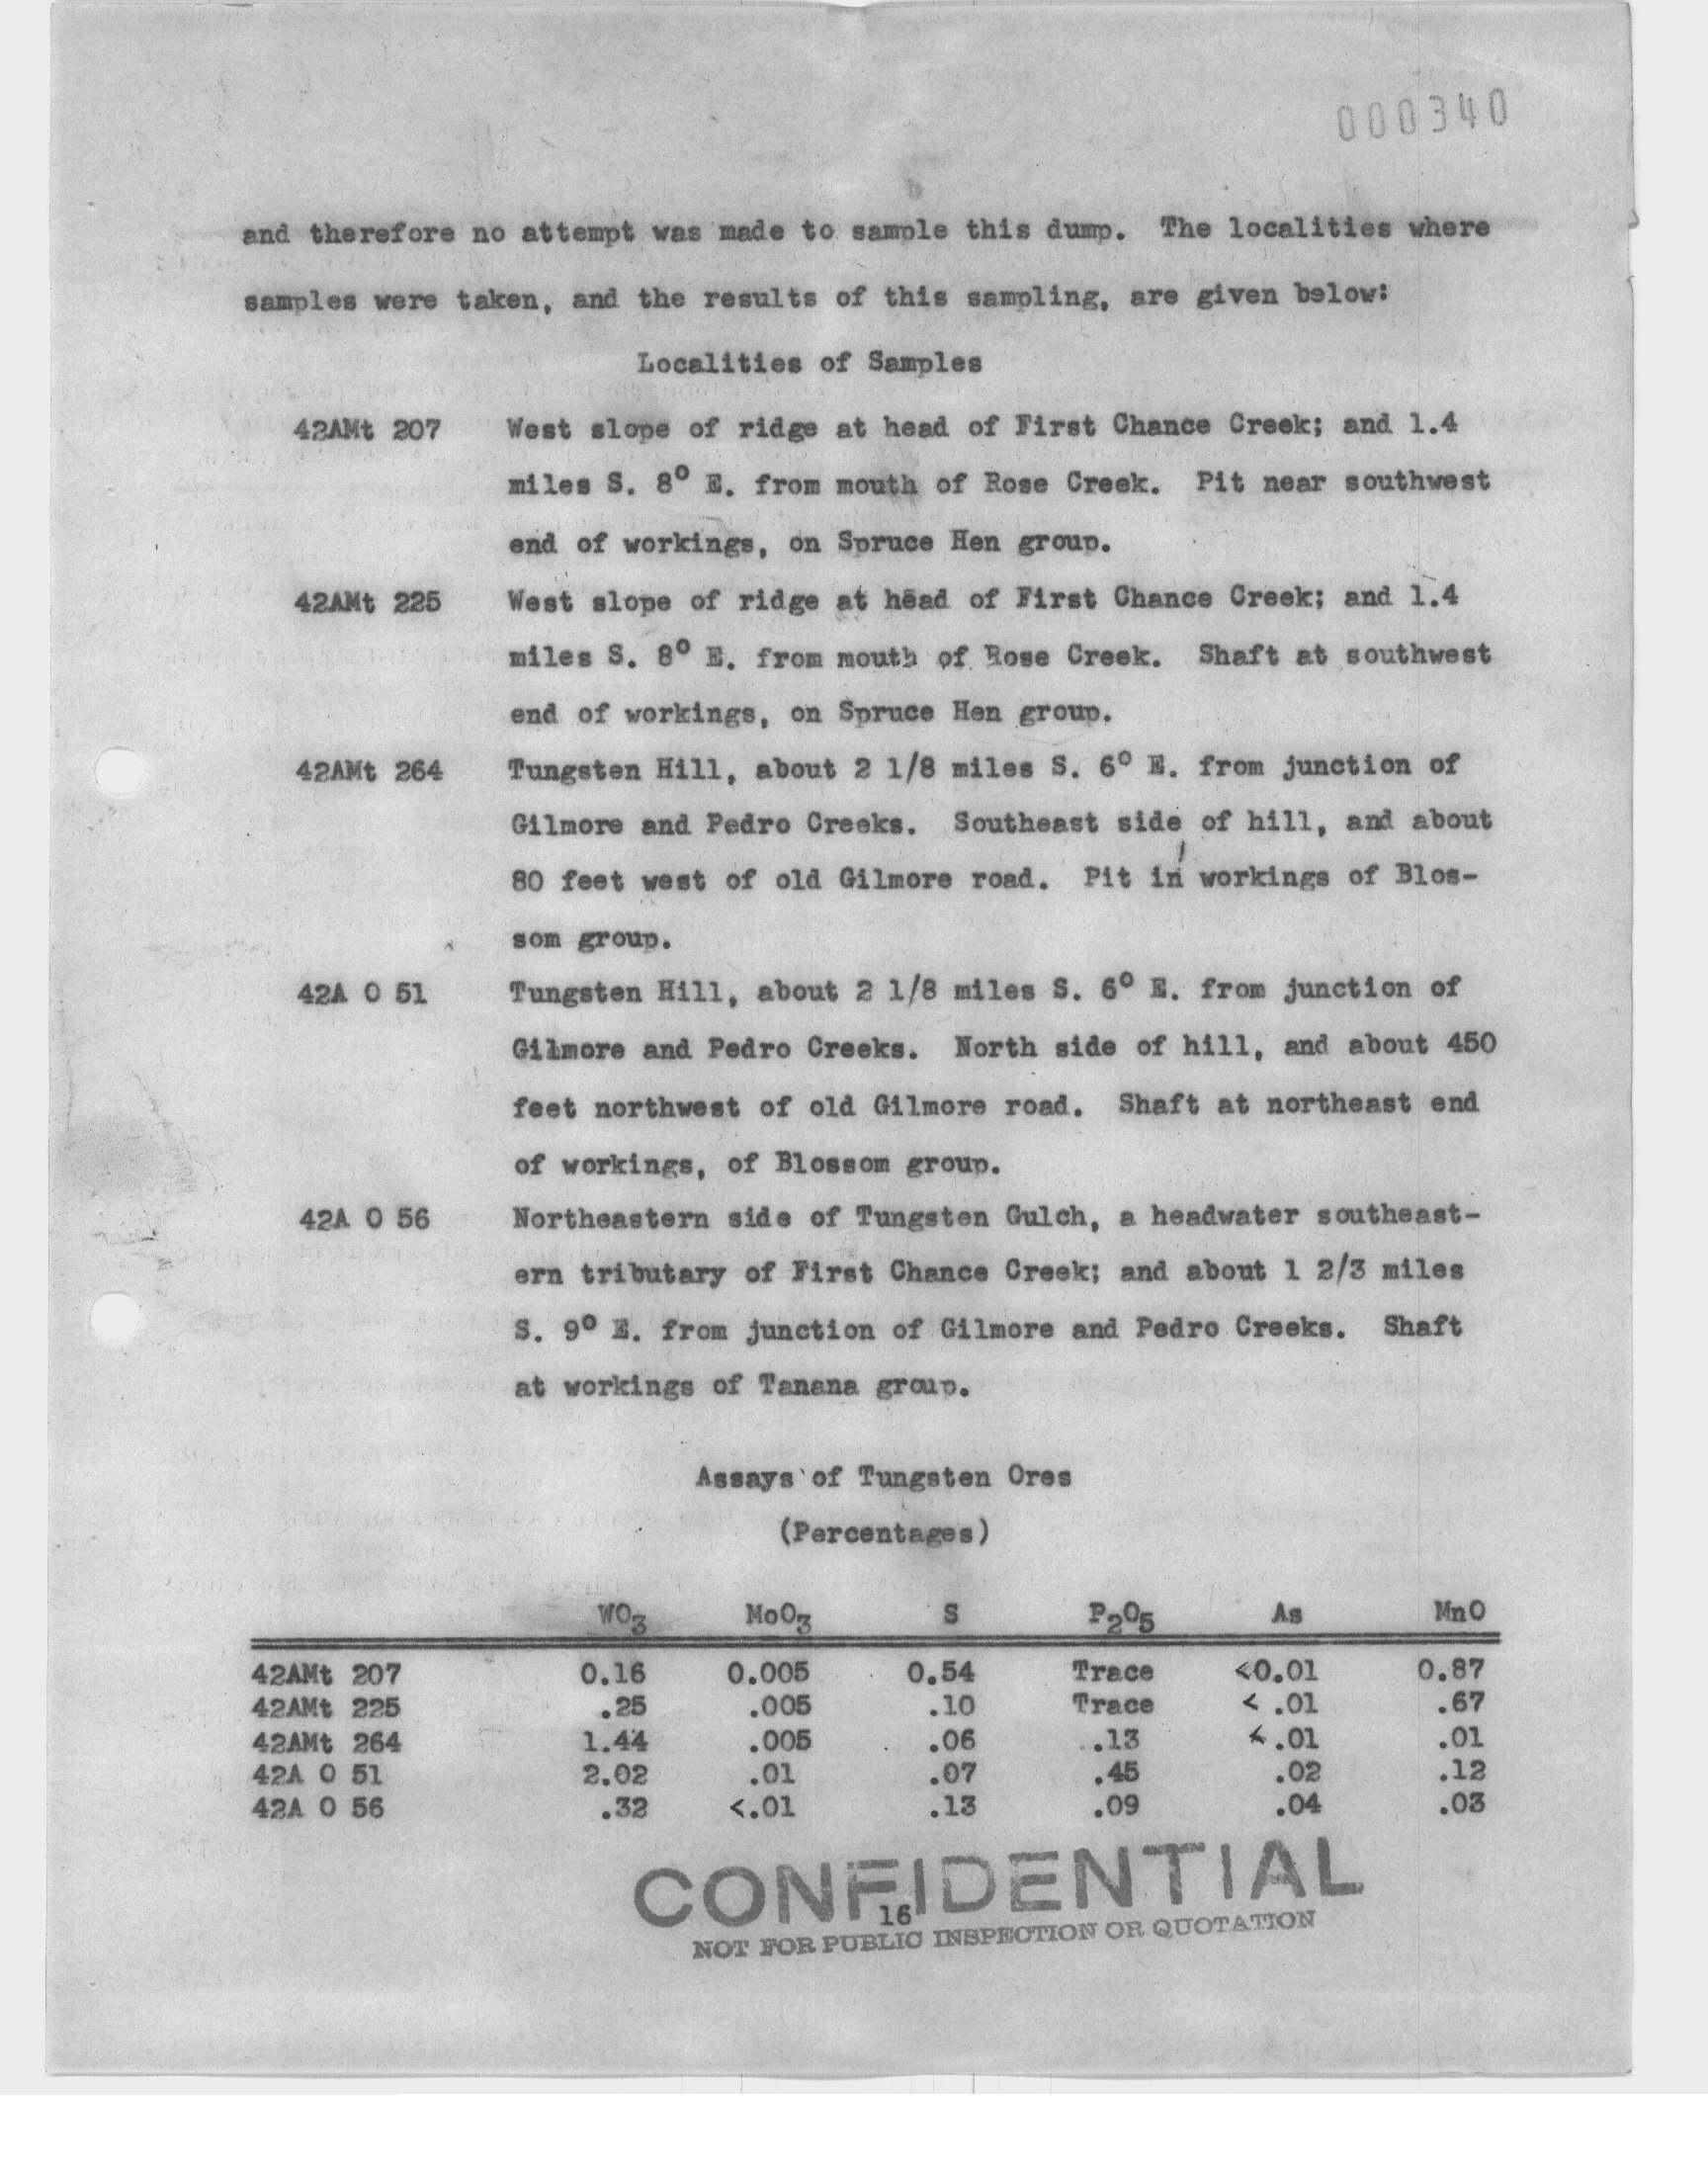 000340
and therefore no attempt was made to sample this dump. The localities where
samples were taken, and the results of this sampling, are given below:
Localities of Samples
42AMt 207 West slope of ridge at head of First Chance Creek; and 1.4
miles S. 8° E. from mouth of Rose Creek. Pit near southwest
end of workings, on Spruce Hen group.
42AMt 225 West slope of ridge at head of First Chance Creek; and 1.4
miles S. 8° E. from mouth of Rose Creek. Shaft at southwest
end of workings, on Spruce Hen group.
42AMt 264 Tungsten Hill, about 2 1/8 miles S. 6° E. from junction of
Gilmore and Pedro Creeks. Southeast side of hill, and about
80 feet west of old Gilmore road. Pit in workings of Blos-
som group.
42A O 51 Tungsten Hill, about 2 1/8 miles S. 6° E. from junction of
Gilmore and Pedro Creeks. North side of hill, and about 450
feet northwest of old Gilmore road. Shaft at northeast end
of workings, of Blossom group.
42A O 56 Northeastern side of Tungsten Gulch, a headwater southeast-
ern tributary of First Chance Creek; and about 1 2/3 miles
S. 9° E. from junction of Gilmore and Pedro Creeks. Shaft
at workings of Tanana group.
Assays of Tungsten Ores
(Percentages)
WO3 MoO3 S P2O5 As MnO
42AMt 207 0.16 0.005 0.54 Trace <0.01 0.87
42AMt 225 .25 .005 .10 Trace < .01 .67
42AMt 264 1.44 .005 .06 .13 < .01 .01
42A O 51 2.02 .01 .07 .45 .02 .12
42A O 56 .32 <.01 .13 .09 .04 .03
CONFIDENTIAL
16
NOT FOR PUBLIC INSPECTION OR QUOTATION